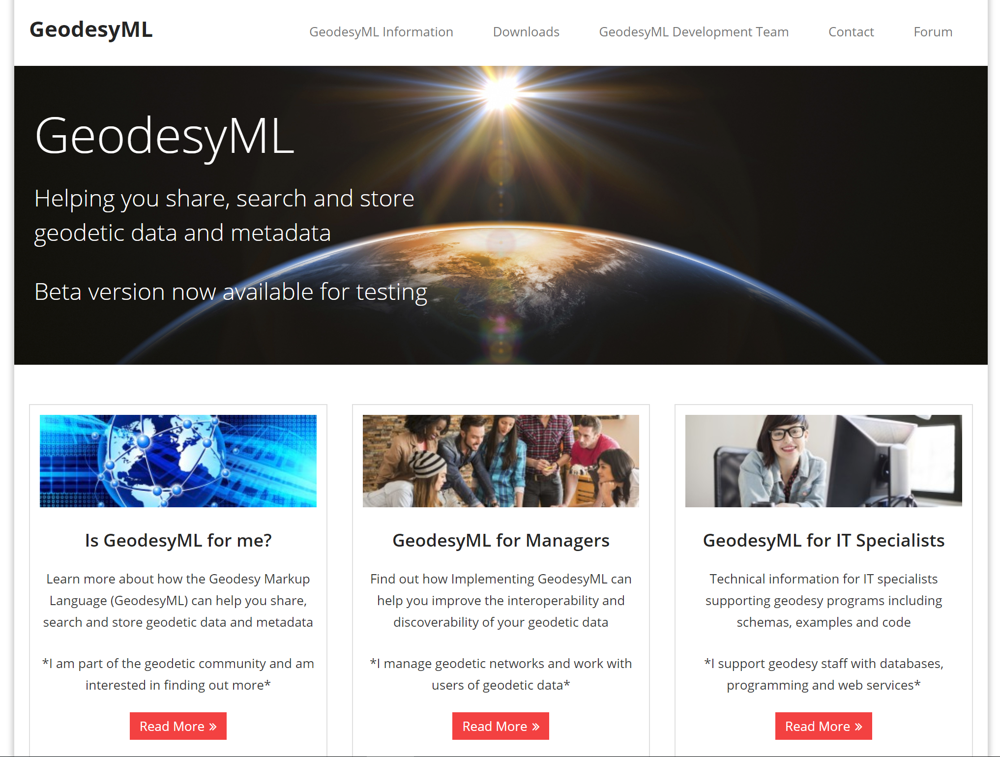 GeodesyML
GeodesyML Information
Downloads
GeodesyML Development Team
Contact
Forum
GeodesyML
Helping you share, search and store
geodetic data and metadata
Beta version now available for testing
Is GeodesyML for me?
Learn more about how the Geodesy Markup
Language (GeodesyML) can help you share,
search and store geodetic data and metadata
*I am part of the geodetic community and am
interested in finding out more*
Read More »
GeodesyML for Managers
Find out how Implementing GeodesyML can
help you improve the interoperability and
discoverability of your geodetic data
*I manage geodetic networks and work with
users of geodetic data*
Read More »
GeodesyML for IT Specialists
Technical information for IT specialists
supporting geodesy programs including
schemas, examples and code
*I support geodesy staff with databases,
programming and web services*
Read More »